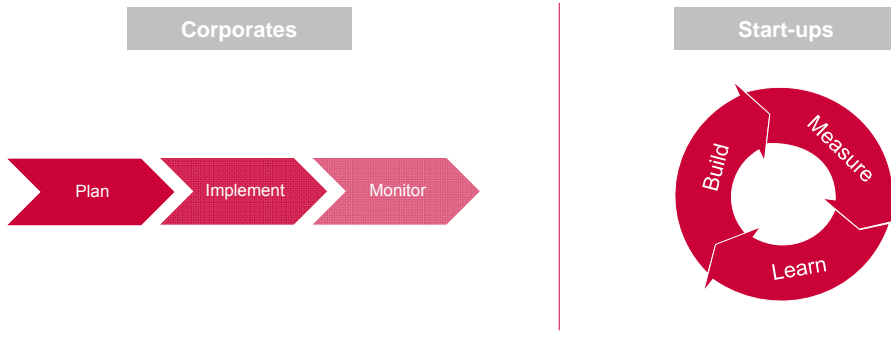 Corporates
Plan
Implement
Monitor
Start-ups
Build
Measure
Learn